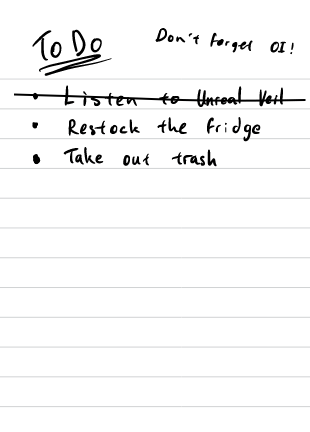 To Do
Don't forget OI!
• Listen to Unreal Veil
• Restock the fridge
• Take out trash